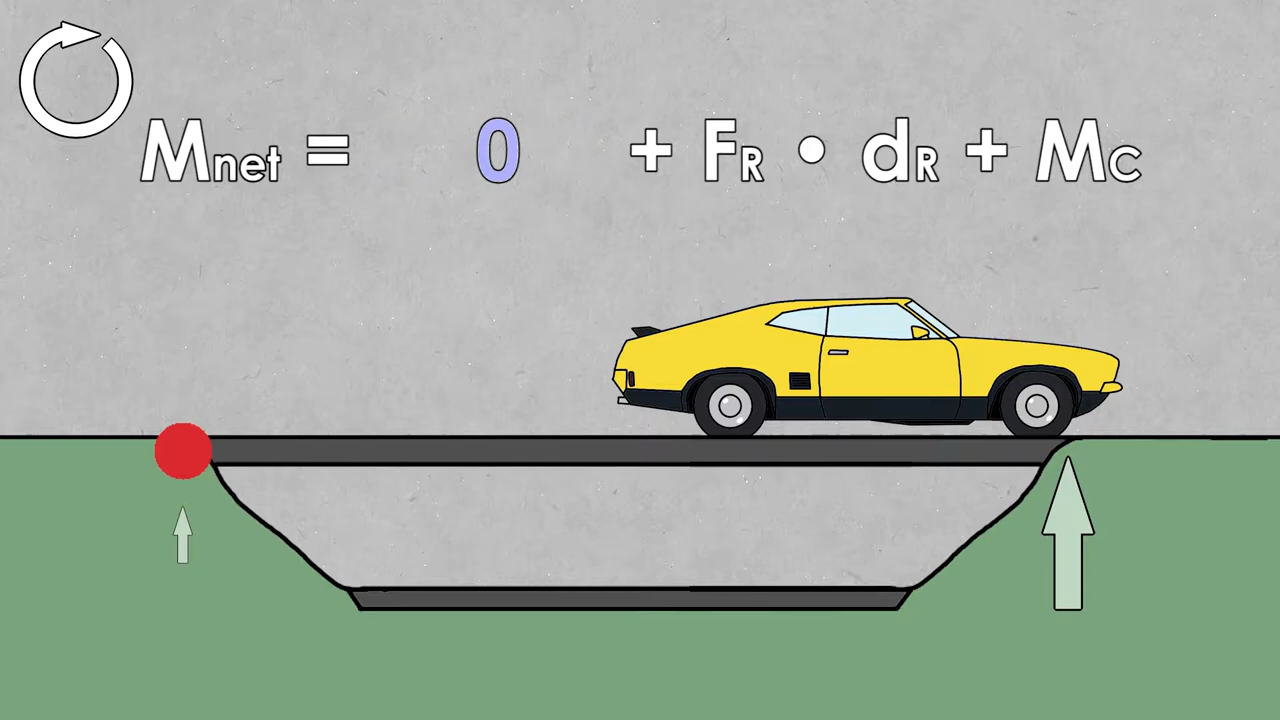 Mnet = 0 + FR • dR + MC